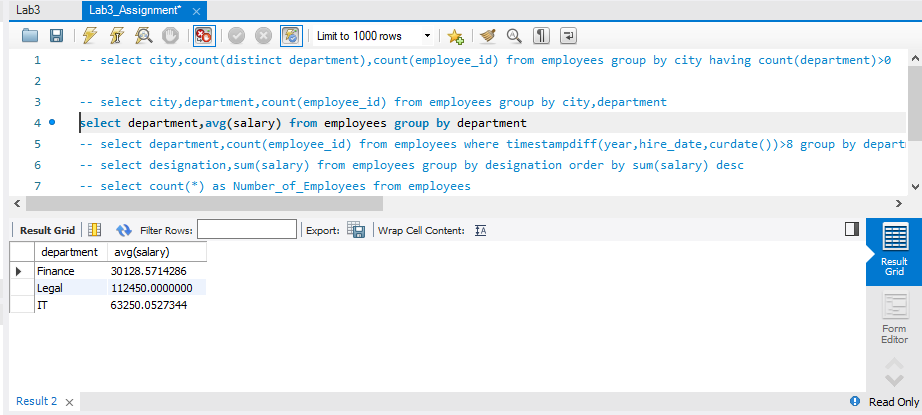 Lab3 Lab3_Assignment*
Limit to 1000 rows
1 -- select city,count(distinct department),count(employee_id) from employees group by city having count(department)>0
2
3 -- select city,department,count(employee_id) from employees group by city,department
4 select department,avg(salary) from employees group by department
5 -- select department,count(employee_id) from employees where timestampdiff(year,hire_date,curdate())>8 group by depart
6 -- select designation,sum(salary) from employees group by designation order by sum(salary) desc
7 -- select count(*) as Number_of_Employees from employees
Result Grid Filter Rows: Export: Wrap Cell Content:
department avg(salary)
Finance 30128.5714286
Legal 112450.0000000
IT 63250.0527344
Result
Grid
Form
Editor
Result 2 Read Only